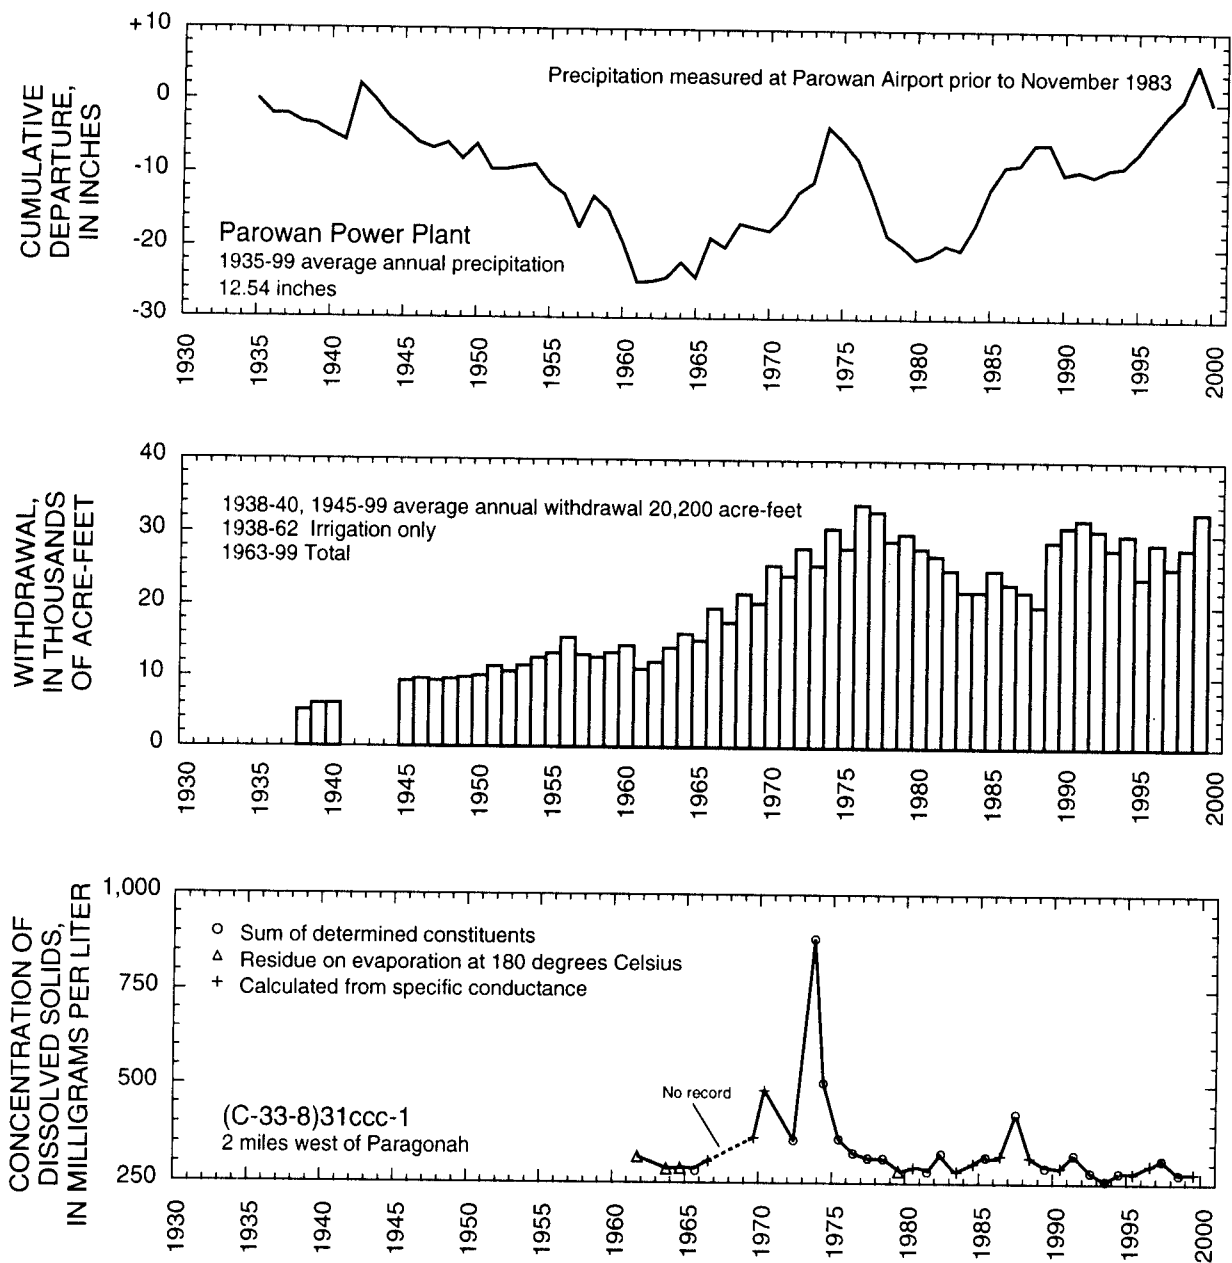 CUMULATIVE
DEPARTURE,
IN INCHES
+10
0
-10
-20
-30
Precipitation measured at Parowan Airport prior to November 1983
Parowan Power Plant
1935-99 average annual precipitation
12.54 inches
1930 1935 1940 1945 1950 1955 1960 1965 1970 1975 1980 1985 1990 1995 2000
WITHDRAWAL,
IN THOUSANDS
OF ACRE-FEET
40
30
20
10
0
1938-40, 1945-99 average annual withdrawal 20,200 acre-feet
1938-62 Irrigation only
1963-99 Total
1930 1935 1940 1945 1950 1955 1960 1965 1970 1975 1980 1985 1990 1995 2000
CONCENTRATION OF
DISSOLVED SOLIDS,
IN MILLIGRAMS PER LITER
1,000
750
500
250
Sum of determined constituents
Residue on evaporation at 180 degrees Celsius
Calculated from specific conductance
No record
(C-33-8)31ccc-1
2 miles west of Paragonah
1930 1935 1940 1945 1950 1955 1960 1965 1970 1975 1980 1985 1990 1995 2000